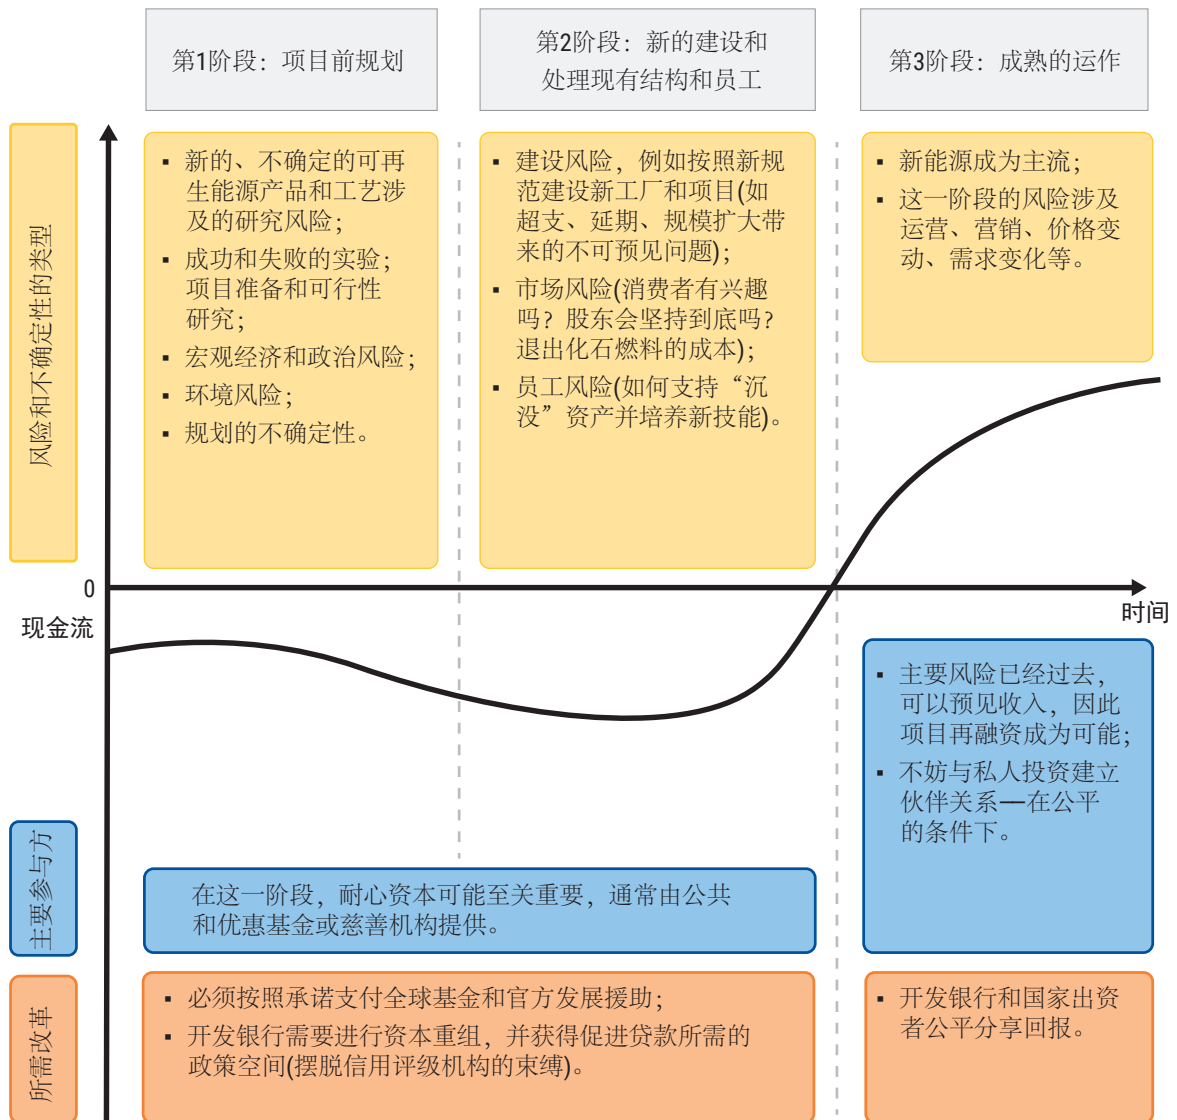 第1阶段：项目前规划
第2阶段：新的建设和
处理现有结构和员工
第3阶段：成熟的运作
风险和不确定性的类型
▪ 新的、不确定的可再
生能源产品和工艺涉
及的研究风险；
▪ 成功和失败的实验；
项目准备和可行性
研究；
▪ 宏观经济和政治风险；
▪ 环境风险；
▪ 规划的不确定性。
▪ 建设风险，例如按照新规
范建设新工厂和项目(如
超支、延期、规模扩大带
来的不可预见问题)；
▪ 市场风险(消费者有兴趣
吗？股东会坚持到底吗？
退出化石燃料的成本)；
▪ 员工风险(如何支持“沉
没”资产并培养新技能)。
▪ 新能源成为主流；
▪ 这一阶段的风险涉及
运营、营销、价格变
动、需求变化等。
0
现金流
时间
主要参与方
在这一阶段，耐心资本可能至关重要，通常由公共
和优惠基金或慈善机构提供。
▪ 主要风险已经过去，
可以预见收入，因此
项目再融资成为可能；
▪ 不妨与私人投资建立
伙伴关系——在公平
的条件下。
所需改革
▪ 必须按照承诺支付全球基金和官方发展援助；
▪ 开发银行需要进行资本重组，并获得促进贷款所需的
政策空间(摆脱信用评级机构的束缚)。
▪ 开发银行和国家出资
者公平分享回报。